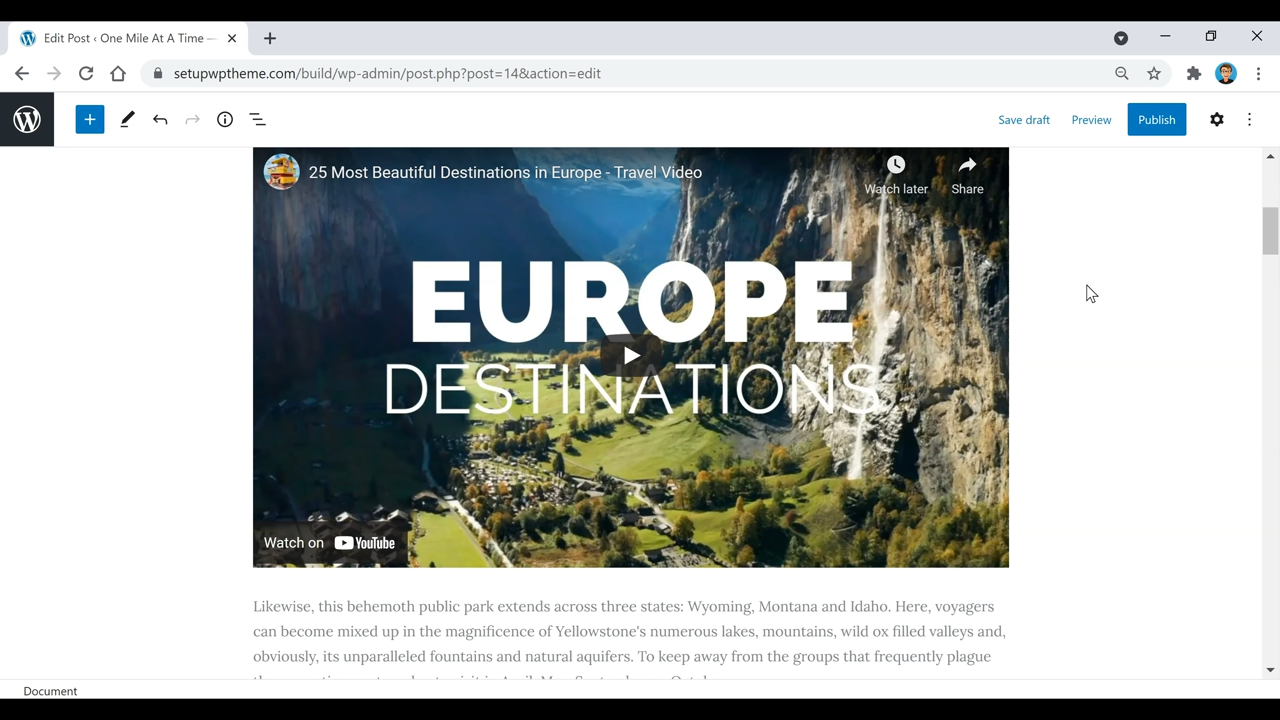 Edit Post ‹ One Mile At A Time —
setupwptheme.com/build/wp-admin/post.php?post=14&action=edit
Save draft
Preview
Publish
25 Most Beautiful Destinations in Europe - Travel Video
Watch later
Share
EUROPE
DESTINATIONS
Watch on YouTube
Likewise, this behemoth public park extends across three states: Wyoming, Montana and Idaho. Here, voyagers
can become mixed up in the magnificence of Yellowstone's numerous lakes, mountains, wild ox filled valleys and,
obviously, its unparalleled fountains and natural aquifers. To keep away from the groups that frequently plague
Document